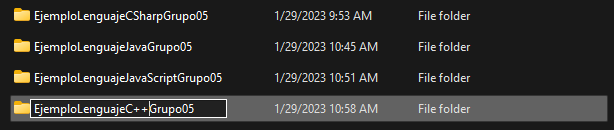 EjemploLenguajeCSharpGrupo05 1/29/2023 9:53 AM File folder
EjemploLenguajeJavaGrupo05 1/29/2023 10:45 AM File folder
EjemploLenguajeJavaScriptGrupo05 1/29/2023 10:51 AM File folder
EjemploLenguajeC++Grupo05 1/29/2023 10:58 AM File folder